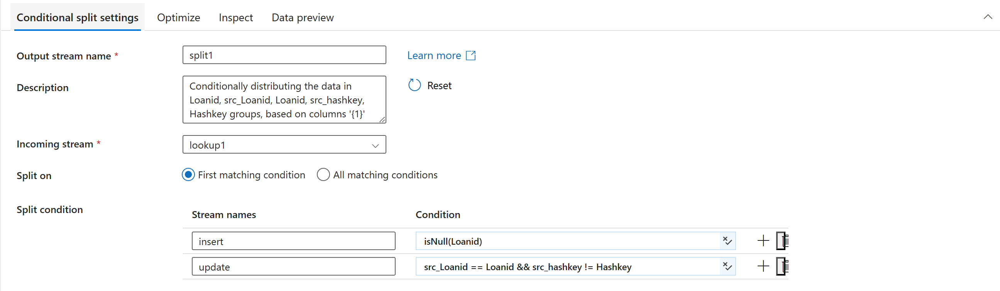 Conditional split settings Optimize Inspect Data preview
Output stream name * split1 Learn more
Description Conditionally distributing the data in
Loanid, src_Loanid, Loanid, src_hashkey,
Hashkey groups, based on columns '{1}'
Reset
Incoming stream * lookup1
Split on First matching condition All matching conditions
Split condition
Stream names Condition
insert isNull(Loanid)
update src_Loanid == Loanid && src_hashkey != Hashkey